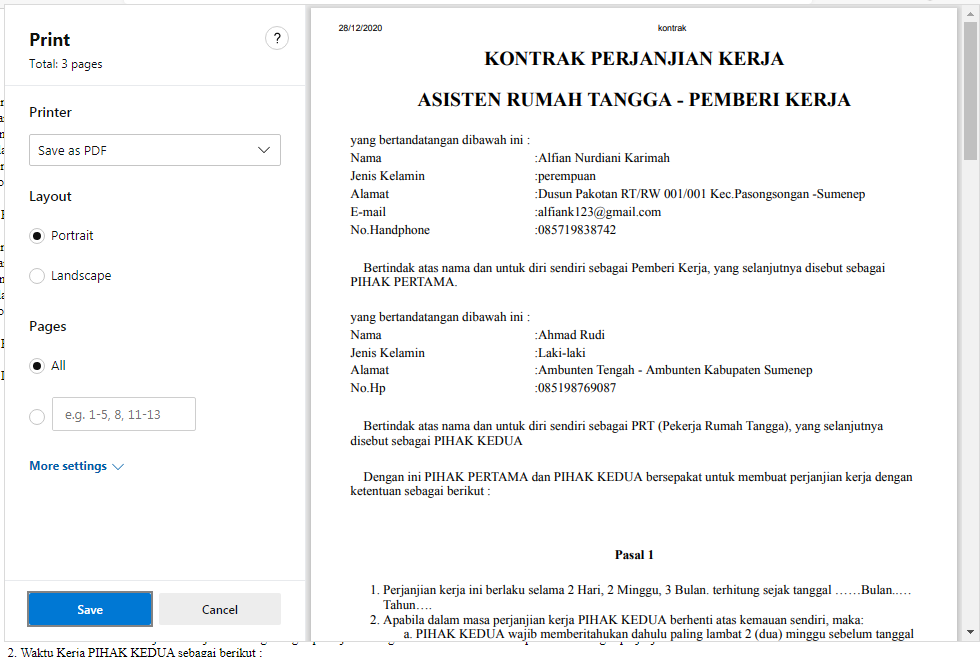 Print
?
Total: 3 pages
Printer
Save as PDF
Layout
Portrait
Landscape
Pages
All
e.g. 1-5, 8, 11-13
More settings
Save
Cancel
28/12/2020
kontrak
KONTRAK PERJANJIAN KERJA
ASISTEN RUMAH TANGGA - PEMBERI KERJA
yang bertandatangan dibawah ini :
Nama :Alfian Nurdiani Karimah
Jenis Kelamin :perempuan
Alamat :Dusun Pakotan RT/RW 001/001 Kec.Pasongsongan -Sumenep
E-mail :alfiank123@gmail.com
No.Handphone :085719838742
Bertindak atas nama dan untuk diri sendiri sebagai Pemberi Kerja, yang selanjutnya disebut sebagai
PIHAK PERTAMA.
yang bertandatangan dibawah ini :
Nama :Ahmad Rudi
Jenis Kelamin :Laki-laki
Alamat :Ambunten Tengah - Ambunten Kabupaten Sumenep
No.Hp :085198769087
Bertindak atas nama dan untuk diri sendiri sebagai PRT (Pekerja Rumah Tangga), yang selanjutnya
disebut sebagai PIHAK KEDUA
Dengan ini PIHAK PERTAMA dan PIHAK KEDUA bersepakat untuk membuat perjanjian kerja dengan
ketentuan sebagai berikut :
Pasal 1
1. Perjanjian kerja ini berlaku selama 2 Hari, 2 Minggu, 3 Bulan. terhitung sejak tanggal ……Bulan..…
Tahun….
2. Apabila dalam masa perjanjian kerja PIHAK KEDUA berhenti atas kemauan sendiri, maka:
a. PIHAK KEDUA wajib memberitahukan dahulu paling lambat 2 (dua) minggu sebelum tanggal
2. Waktu Kerja PIHAK KEDUA sebagai berikut :